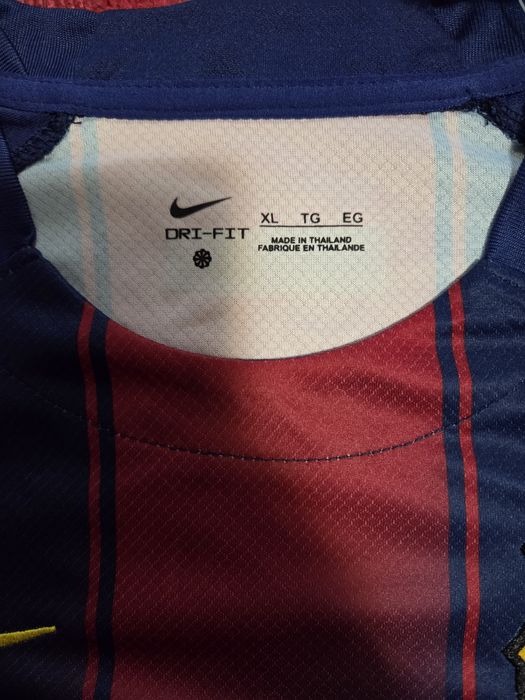 XL TG EG
DRI-FIT
MADE IN THAILAND
FABRIQUE EN THAILANDE